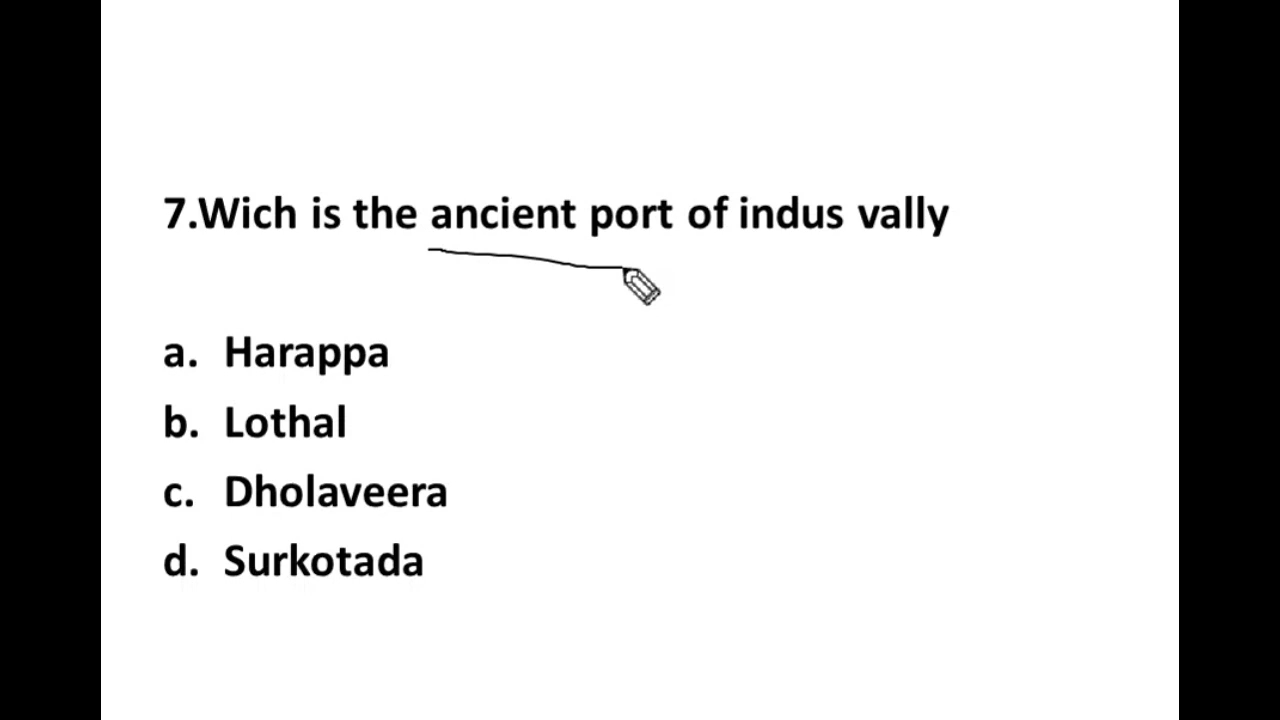 7.Wich is the ancient port of indus vally
a. Harappa
b. Lothal
c. Dholaveera
d. Surkotada